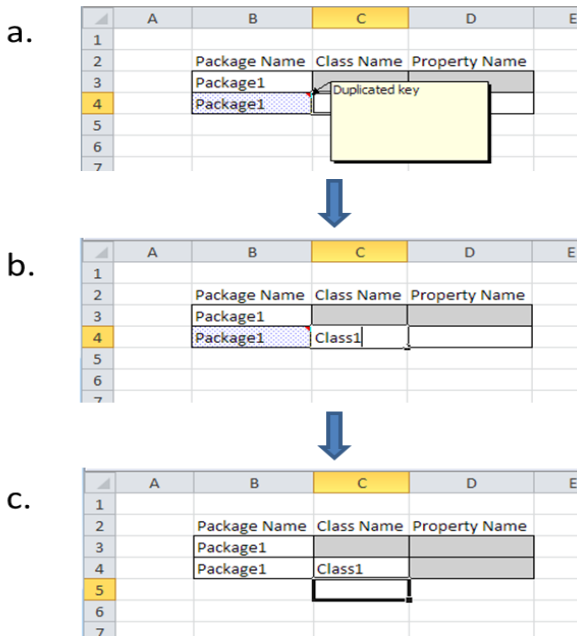 a.
A B C D E
1
2 Package Name Class Name Property Name
3 Package1
4 Package1 Duplicated key
5
6
7
b.
A B C D E
1
2 Package Name Class Name Property Name
3 Package1
4 Package1 Class1
5
6
7
c.
A B C D E
1
2 Package Name Class Name Property Name
3 Package1
4 Package1 Class1
5
6
7